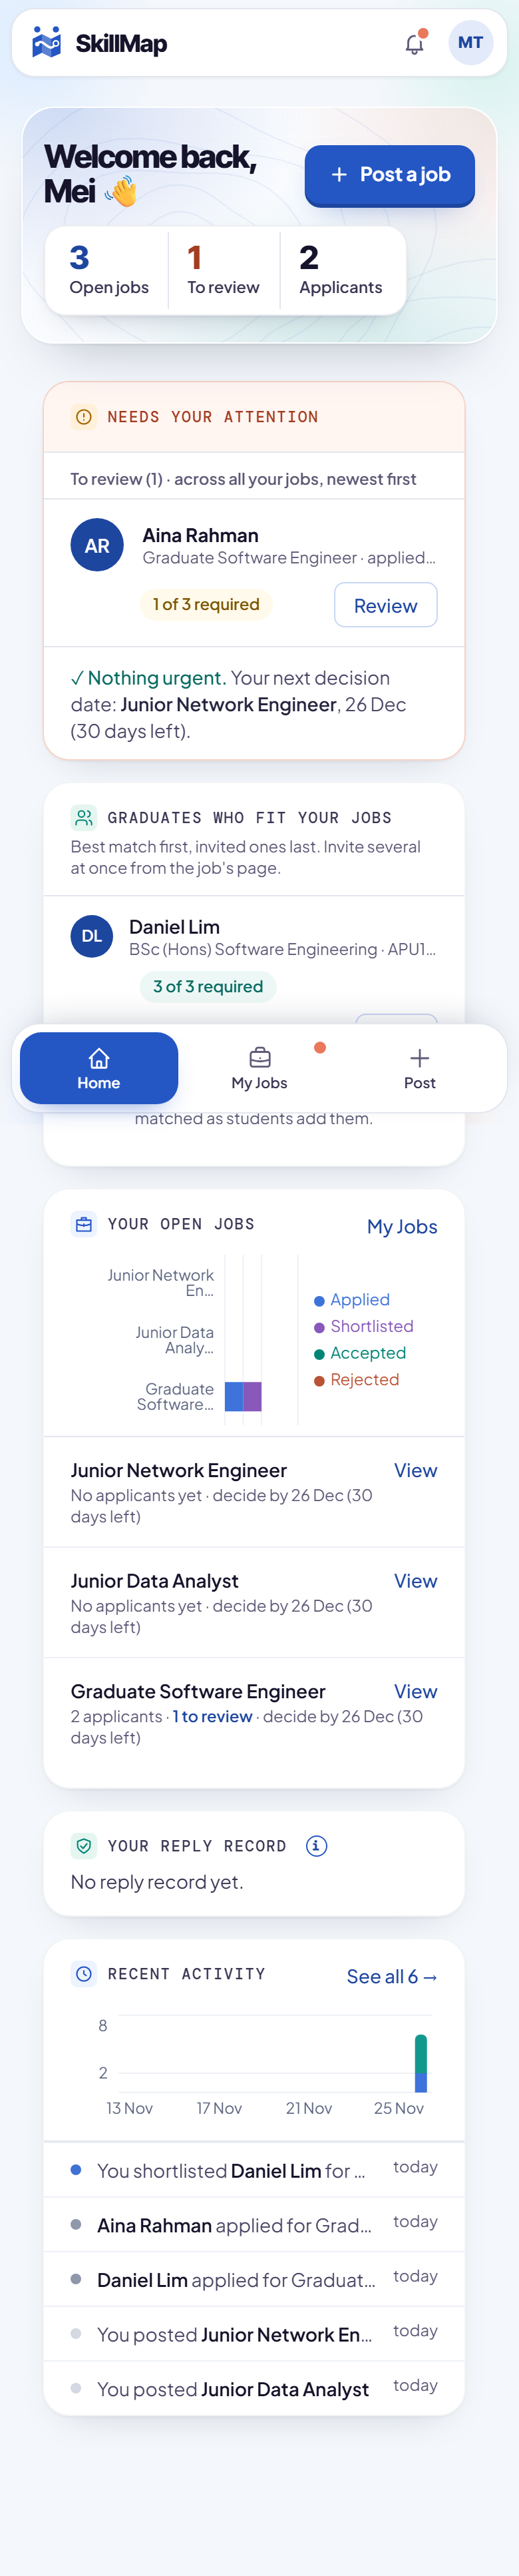 SkillMap
MT
Welcome back,
Mei 👋
+ Post a job
3
Open jobs
1
To review
2
Applicants
NEEDS YOUR ATTENTION
To review (1) · across all your jobs, newest first
AR
Aina Rahman
Graduate Software Engineer · applied…
1 of 3 required
Review
✓ Nothing urgent. Your next decision
date: Junior Network Engineer, 26 Dec
(30 days left).
GRADUATES WHO FIT YOUR JOBS
Best match first, invited ones last. Invite several
at once from the job's page.
DL
Daniel Lim
BSc (Hons) Software Engineering · APU1…
3 of 3 required
Home
My Jobs
Post
matched as students add them.
YOUR OPEN JOBS
My Jobs
Junior Network
En…
Junior Data
Analy…
Graduate
Software…
Applied
Shortlisted
Accepted
Rejected
Junior Network Engineer
View
No applicants yet · decide by 26 Dec (30
days left)
Junior Data Analyst
View
No applicants yet · decide by 26 Dec (30
days left)
Graduate Software Engineer
View
2 applicants · 1 to review · decide by 26 Dec (30
days left)
YOUR REPLY RECORD
No reply record yet.
RECENT ACTIVITY
See all 6 →
8
2
13 Nov
17 Nov
21 Nov
25 Nov
You shortlisted Daniel Lim for …
today
Aina Rahman applied for Grad…
today
Daniel Lim applied for Graduat…
today
You posted Junior Network En…
today
You posted Junior Data Analyst
today